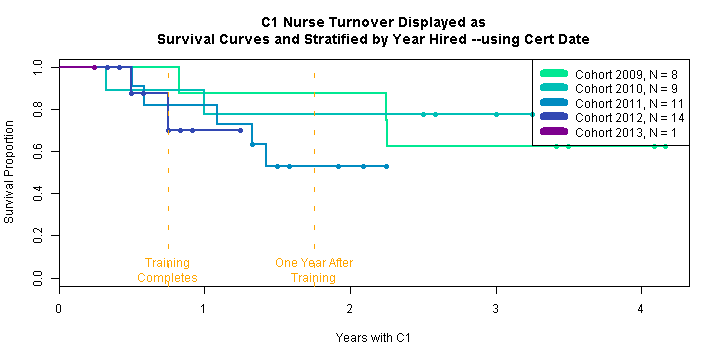 C1 Nurse Turnover Displayed as
Survival Curves and Stratified by Year Hired --using Cert Date
Survival Proportion
1.0
0.8
0.6
0.4
0.2
0.0
Cohort 2009, N = 8
Cohort 2010, N = 9
Cohort 2011, N = 11
Cohort 2012, N = 14
Cohort 2013, N = 1
Training
Completes
One Year After
Training
0 1 2 3 4
Years with C1